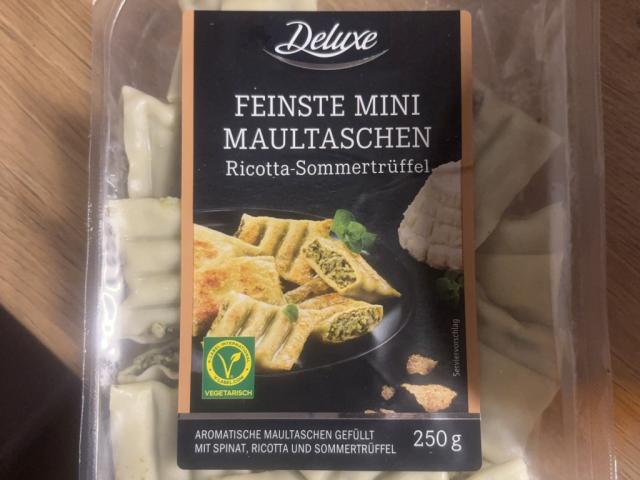 Deluxe
FEINSTE MINI
MAULTASCHEN
Ricotta-Sommertrüffel
Serviervorschlag
V
VEGETARISCH
AROMATISCHE MAULTASCHEN GEFÜLLT
MIT SPINAT, RICOTTA UND SOMMERTRÜFFEL
250 g